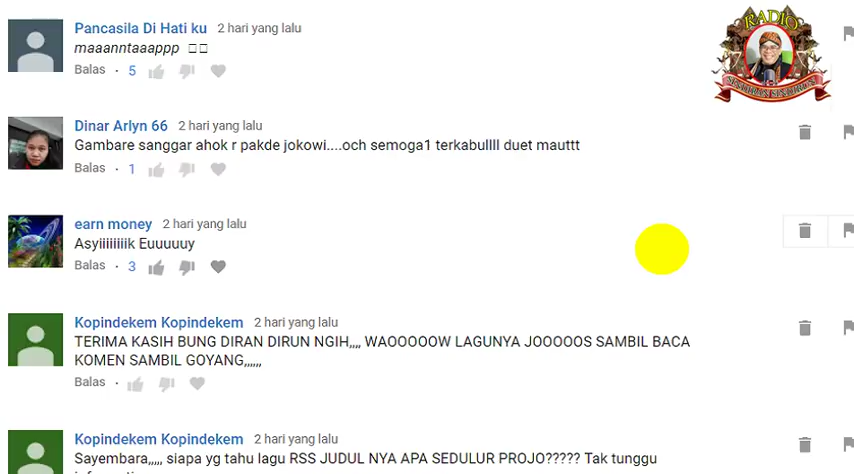 Pancasila Di Hati ku 2 hari yang lalu
RADIO
maaanntaaappp
Balas · 5
Dinar Arlyn 66 2 hari yang lalu
Gambare sanggar ahok r pakde jokowi....och semoga1 terkabullll duet mauttt
Balas · 1
earn money 2 hari yang lalu
Asyiiiiiiiik Euuuuuy
Balas · 3
Kopindekem Kopindekem 2 hari yang lalu
TERIMA KASIH BUNG DIRAN DIRUN NGIH,,,, WAOOOOOW LAGUNYA JOOOOOS SAMBIL BACA
KOMEN SAMBIL GOYANG,,,,,,
Balas ·
Kopindekem Kopindekem 2 hari yang lalu
Sayembara,,,,, siapa yg tahu lagu RSS JUDUL NYA APA SEDULUR PROJO????? Tak tunggu